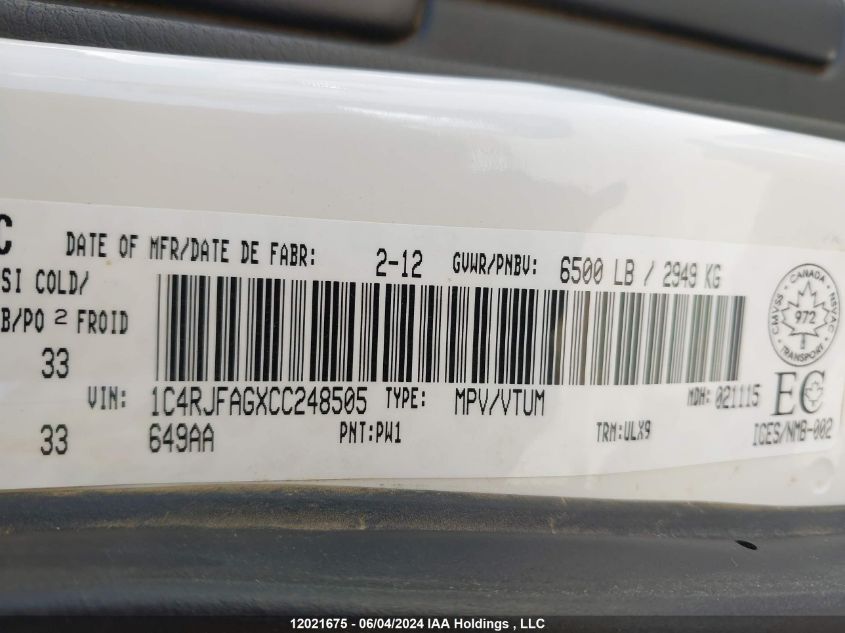 C
DATE OF MFR/DATE DE FABR: 2-12 GVWR/PNBV: 6500 LB / 2949 KG
SI COLD/
B/PO 2 FROID
33
VIN: 1C4RJFAGXCC248505 TYPE: MPV/VTUM MDH: 021115
33 649AA PNT:PW1 TRM:ULX9
CANADA
CMVSS NSVAC
972
TRANSPORT
EC
ICES/NMB-002
12021675 - 06/04/2024 IAA Holdings , LLC